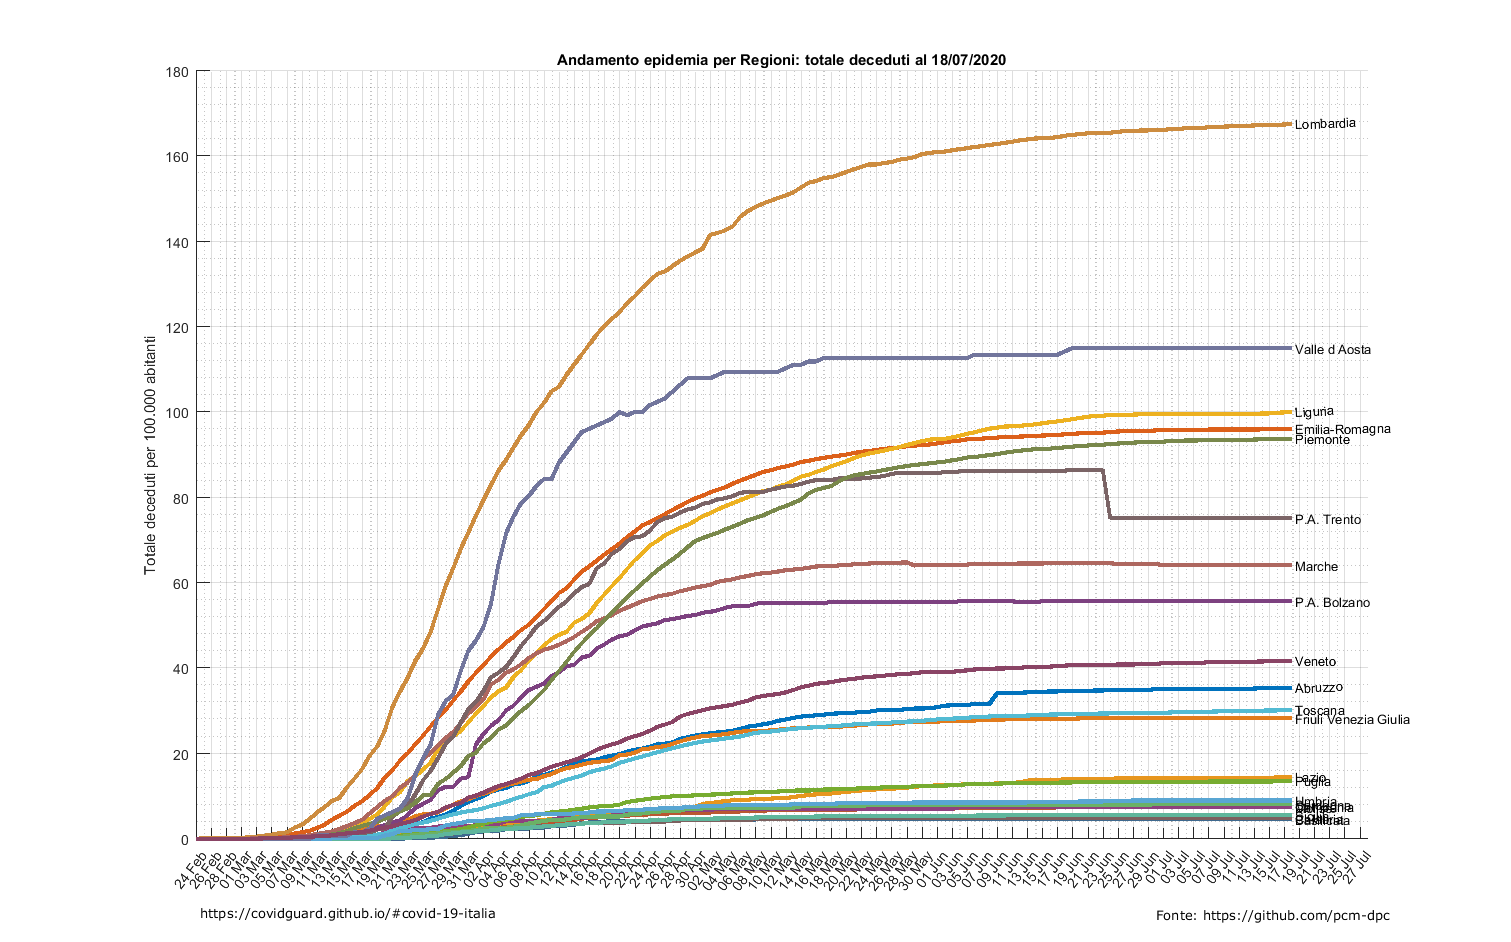 Andamento epidemia per Regioni: totale deceduti al 18/07/2020
Totale deceduti per 100.000 abitanti
180
160
140
120
100
80
60
40
20
0
Lombardia
Valle d Aosta
Liguria
Emilia-Romagna
Piemonte
P.A. Trento
Marche
P.A. Bolzano
Veneto
Abruzzo
Toscana
Friuli Venezia Giulia
Lazio
Puglia
Umbria
24 Feb
26 Feb
28 Feb
01 Mar
03 Mar
05 Mar
07 Mar
09 Mar
11 Mar
13 Mar
15 Mar
17 Mar
19 Mar
21 Mar
23 Mar
25 Mar
27 Mar
29 Mar
31 Mar
02 Apr
04 Apr
06 Apr
08 Apr
10 Apr
12 Apr
14 Apr
16 Apr
18 Apr
20 Apr
22 Apr
24 Apr
26 Apr
28 Apr
30 Apr
02 May
04 May
06 May
08 May
10 May
12 May
14 May
16 May
18 May
20 May
22 May
24 May
26 May
28 May
30 May
01 Jun
03 Jun
05 Jun
07 Jun
09 Jun
11 Jun
13 Jun
15 Jun
17 Jun
19 Jun
21 Jun
23 Jun
25 Jun
27 Jun
29 Jun
01 Jul
03 Jul
05 Jul
07 Jul
09 Jul
11 Jul
13 Jul
15 Jul
17 Jul
19 Jul
21 Jul
23 Jul
25 Jul
27 Jul
https://covidguard.github.io/#covid-19-italia
Fonte: https://github.com/pcm-dpc